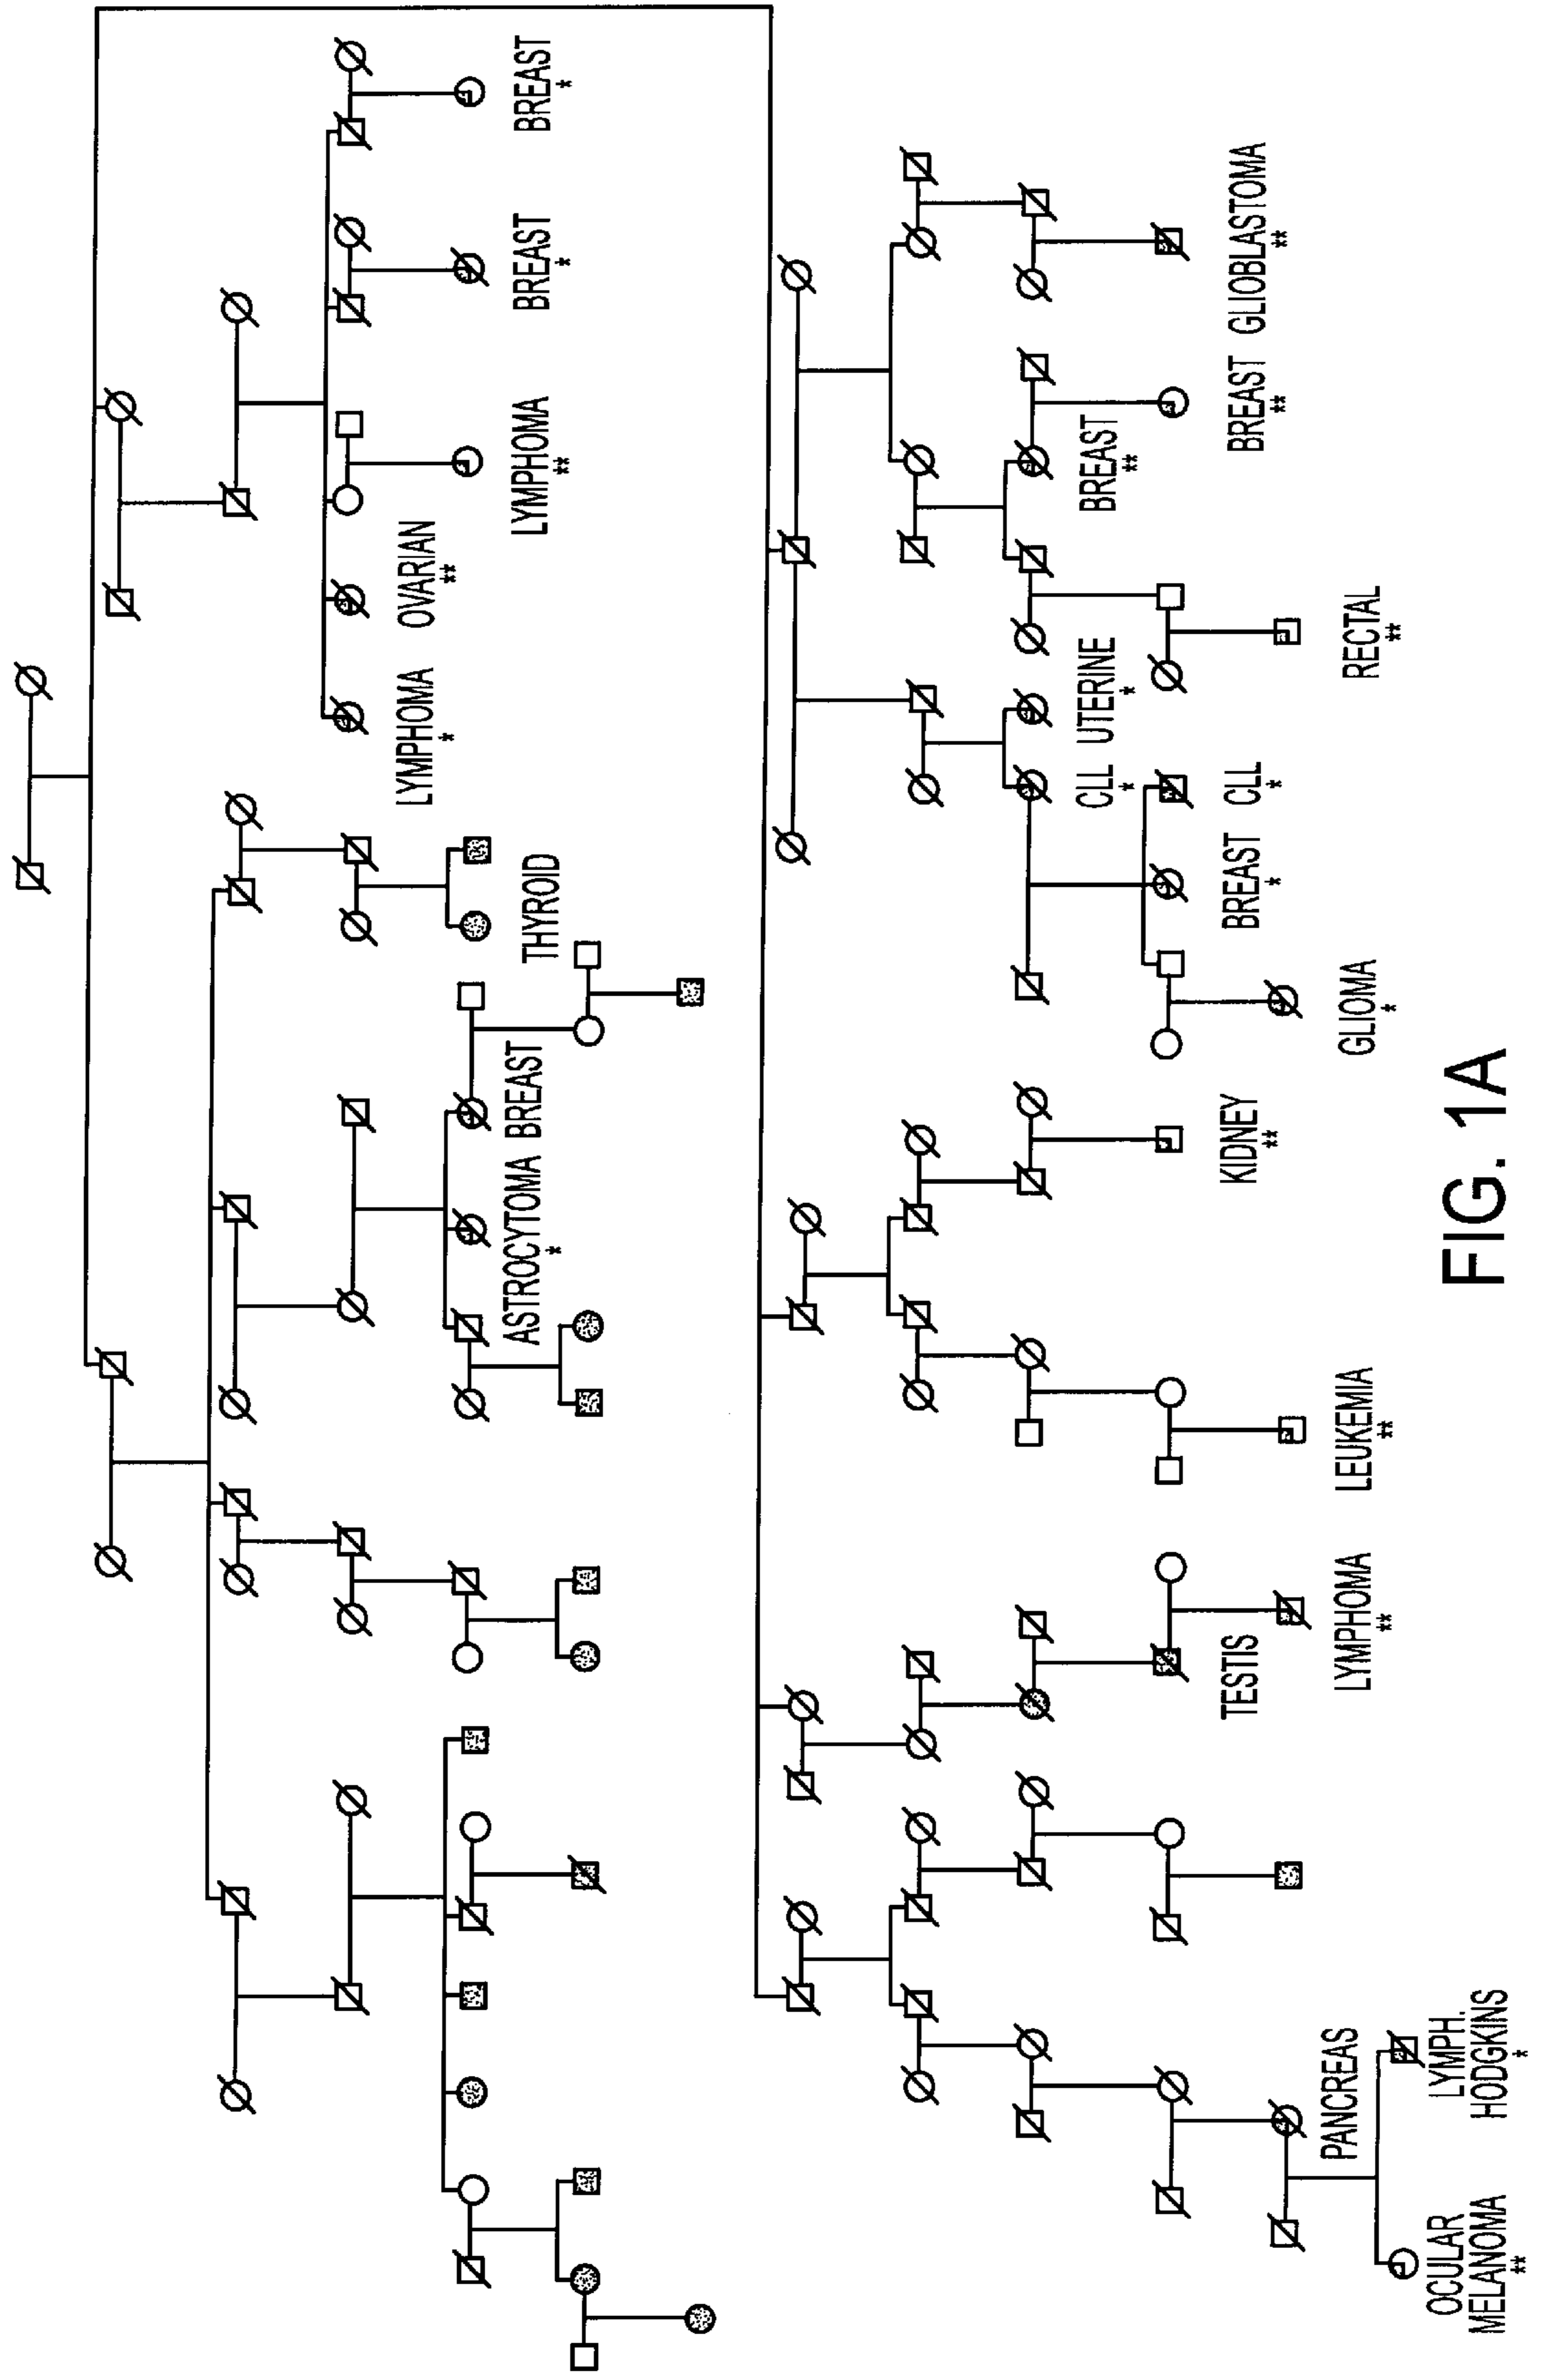 BREAST
*
BREAST
*
LYMPHOMA
**
OVARIAN
**
LYMPHOMA
*
THYROID
ASTROCYTOMA BREAST
*
BREAST GLIOBLASTOMA
** **
BREAST
**
RECTAL
**
CLL UTERINE
* *
BREAST CLL
* *
GLIOMA
*
KIDNEY
**
LEUKEMIA
**
TESTIS
LYMPHOMA
**
PANCREAS
LYMPH.
HODGKINS
*
OCULAR
MELANOMA
**
FIG. 1A